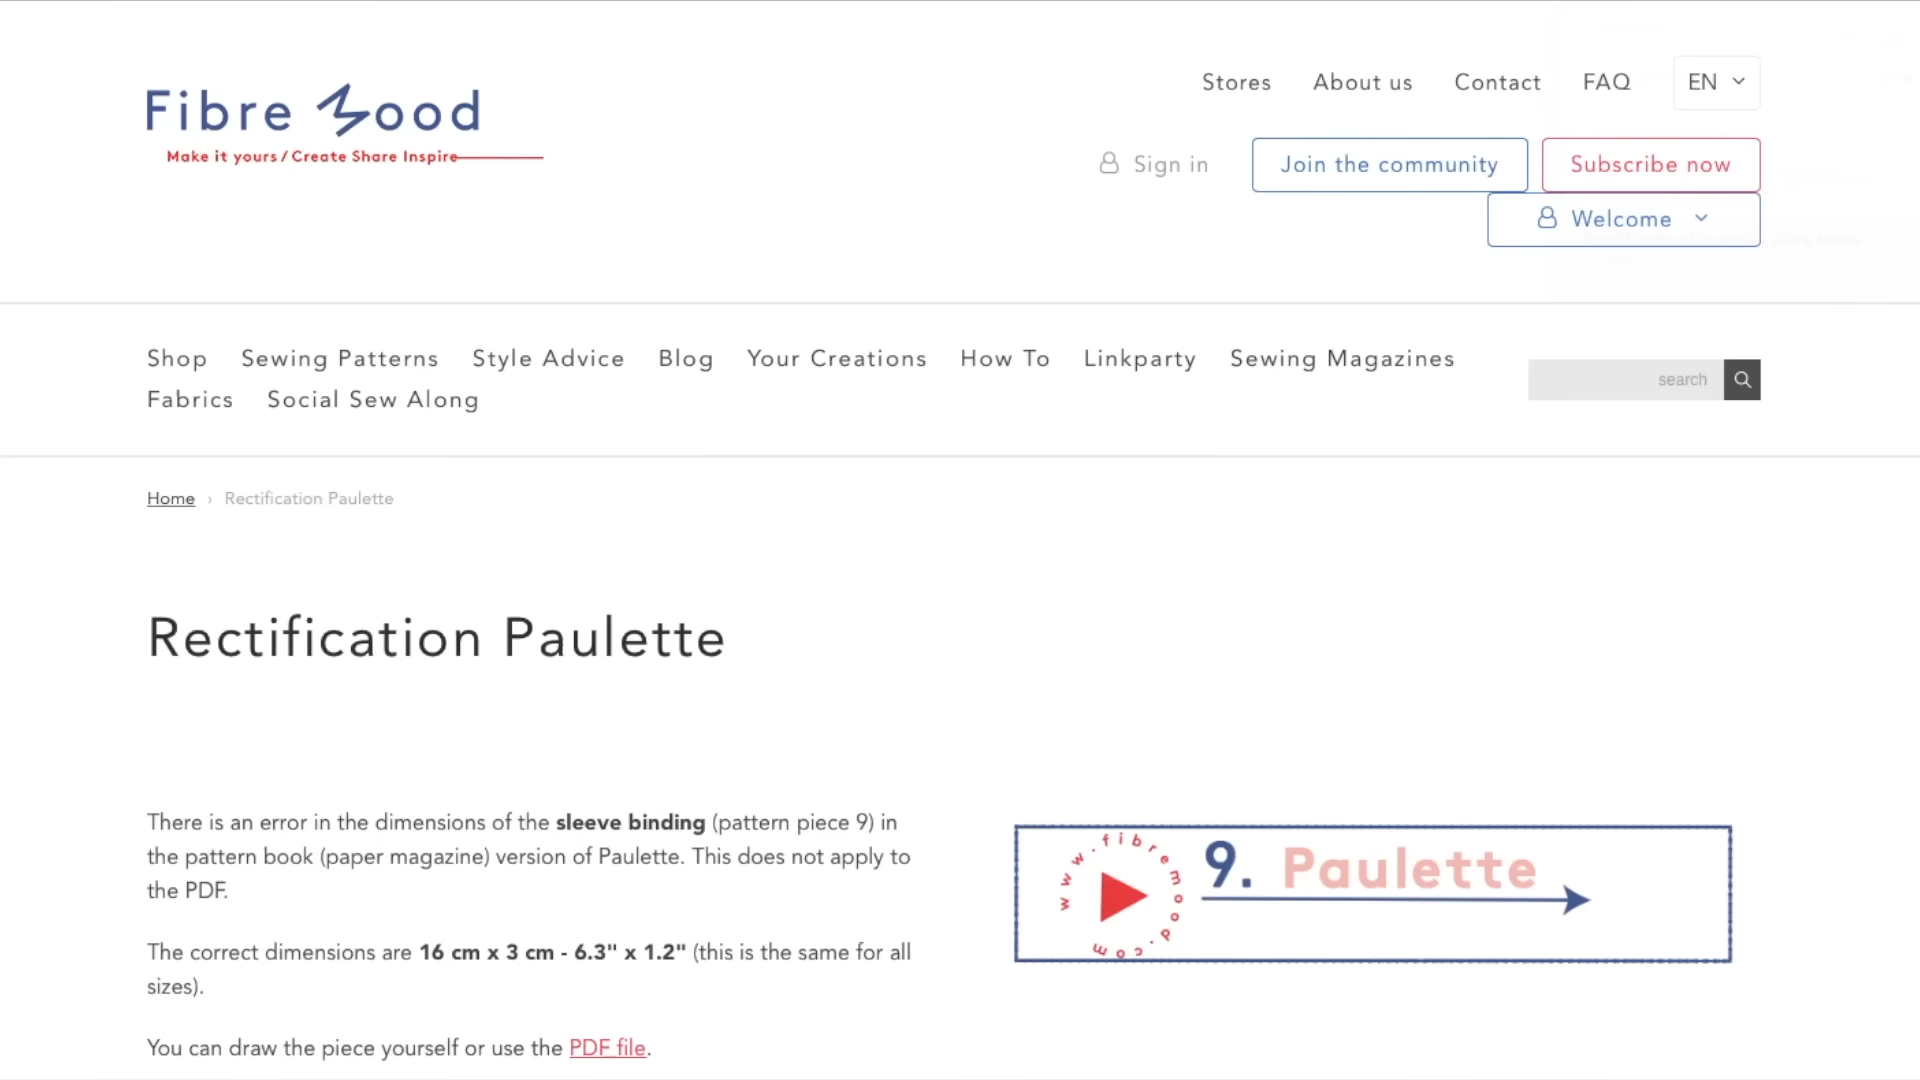 Stores About us Contact FAQ EN
Fibre Mood
Make it yours / Create Share Inspire
Sign in Join the community Subscribe now
Welcome
Shop Sewing Patterns Style Advice Blog Your Creations How To Linkparty Sewing Magazines
search
Fabrics Social Sew Along
Home › Rectification Paulette
Rectification Paulette
There is an error in the dimensions of the sleeve binding (pattern piece 9) in
the pattern book (paper magazine) version of Paulette. This does not apply to
the PDF.
The correct dimensions are 16 cm x 3 cm - 6.3" x 1.2" (this is the same for all
sizes).
You can draw the piece yourself or use the PDF file.
www.fibremood.com
9. Paulette